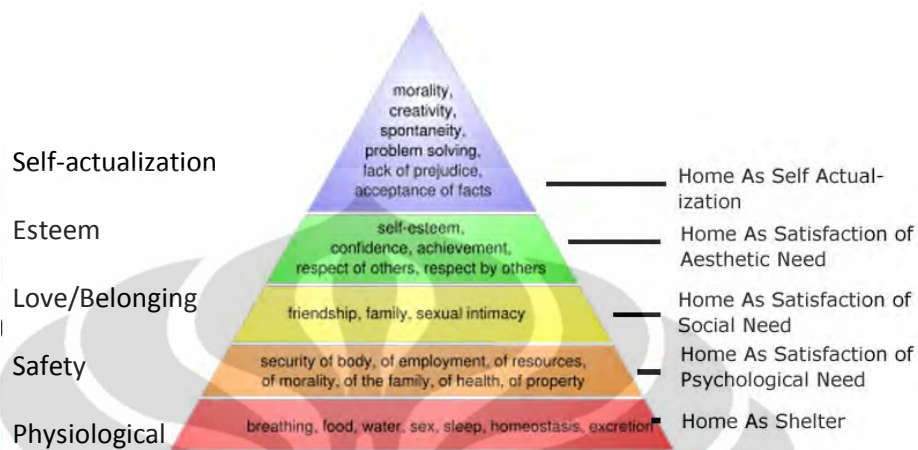 morality,
creativity,
spontaneity,
problem solving,
lack of prejudice,
acceptance of facts
Self-actualization
Home As Self Actual-
ization
Esteem
self-esteem,
confidence, achievement,
respect of others, respect by others
Home As Satisfaction of
Aesthetic Need
Love/Belonging
friendship, family, sexual intimacy
Home As Satisfaction of
Social Need
Safety
security of body, of employment, of resources,
of morality, of the family, of health, of property
Home As Satisfaction of
Psychological Need
Physiological
breathing, food, water, sex, sleep, homeostasis, excretion
Home As Shelter